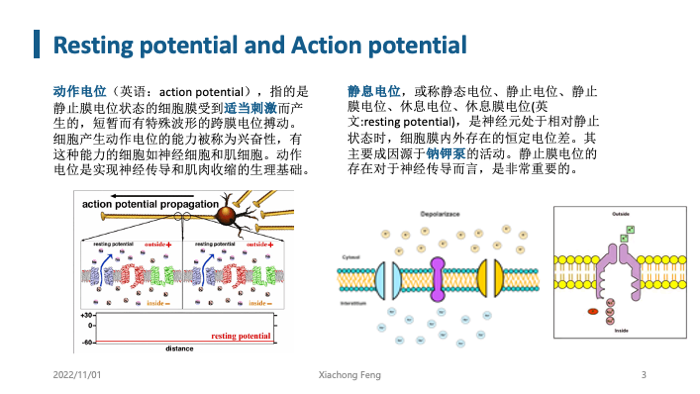 Resting potential and Action potential
动作电位（英语：action potential），指的是
静止膜电位状态的细胞膜受到适当刺激而产
生的，短暂而有特殊波形的跨膜电位搏动。
细胞产生动作电位的能力被称为兴奋性，有
这种能力的细胞如神经细胞和肌细胞。动作
电位是实现神经传导和肌肉收缩的生理基础。
静息电位，或称静态电位、静止电位、静止
膜电位、休息电位、休息膜电位(英
文:resting potential)，是神经元处于相对静止
状态时，细胞膜内外存在的恒定电位差。其
主要成因源于钠钾泵的活动。静止膜电位的
存在对于神经传导而言，是非常重要的。
action potential propagation
resting potential
outside+
resting potential
outside+
inside−
inside−
+30
0
-60
resting potential
distance
Depolarizace
Cytosol
Interstitium
Outside
Inside
2022/11/01
Xiachong Feng
3